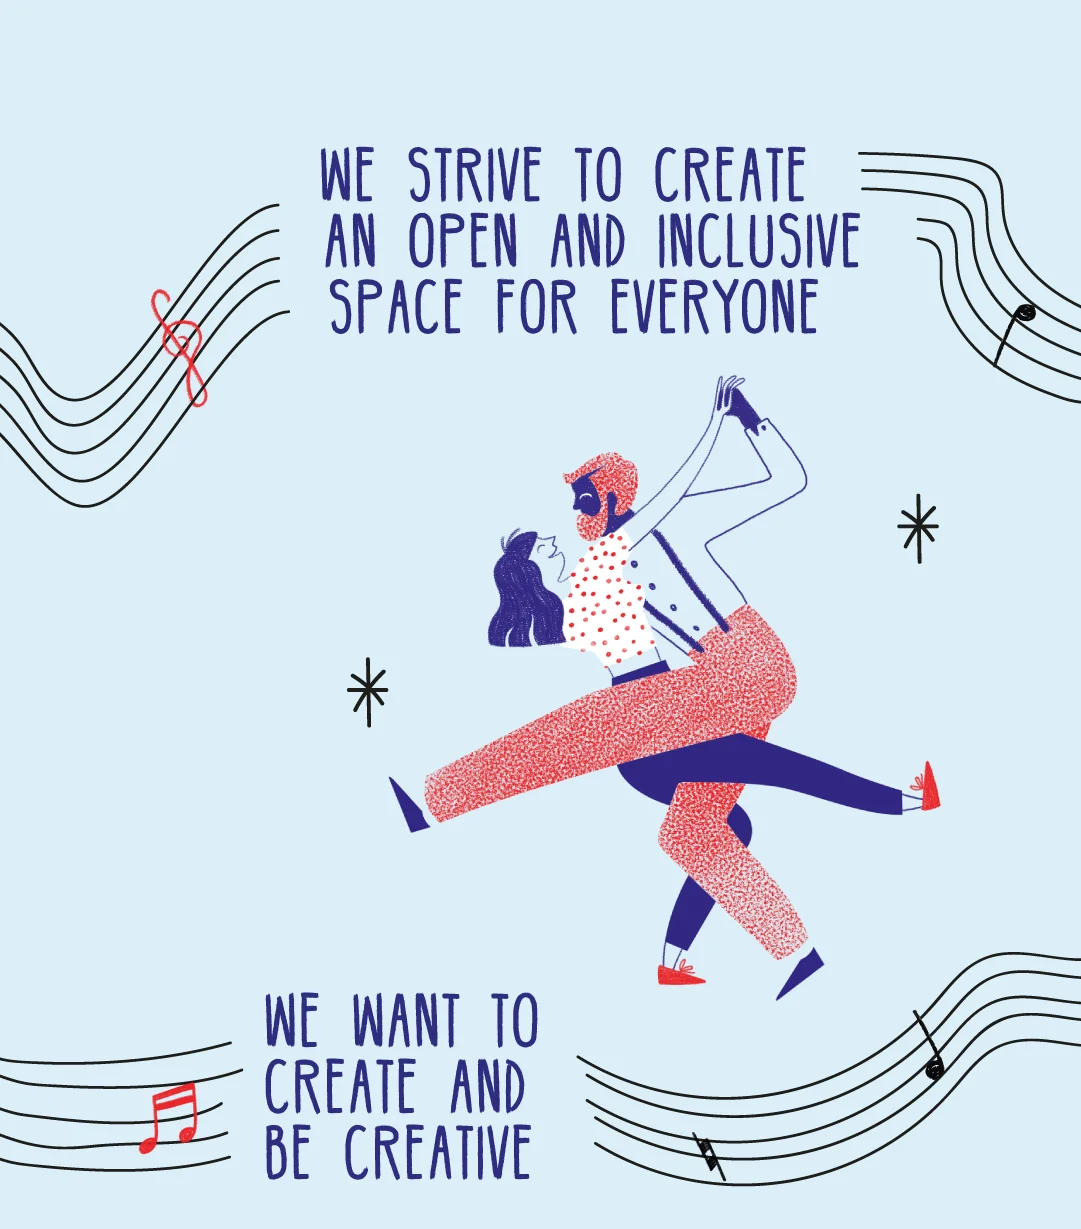 WE STRIVE TO CREATE
AN OPEN AND INCLUSIVE
SPACE FOR EVERYONE
WE WANT TO
CREATE AND
BE CREATIVE